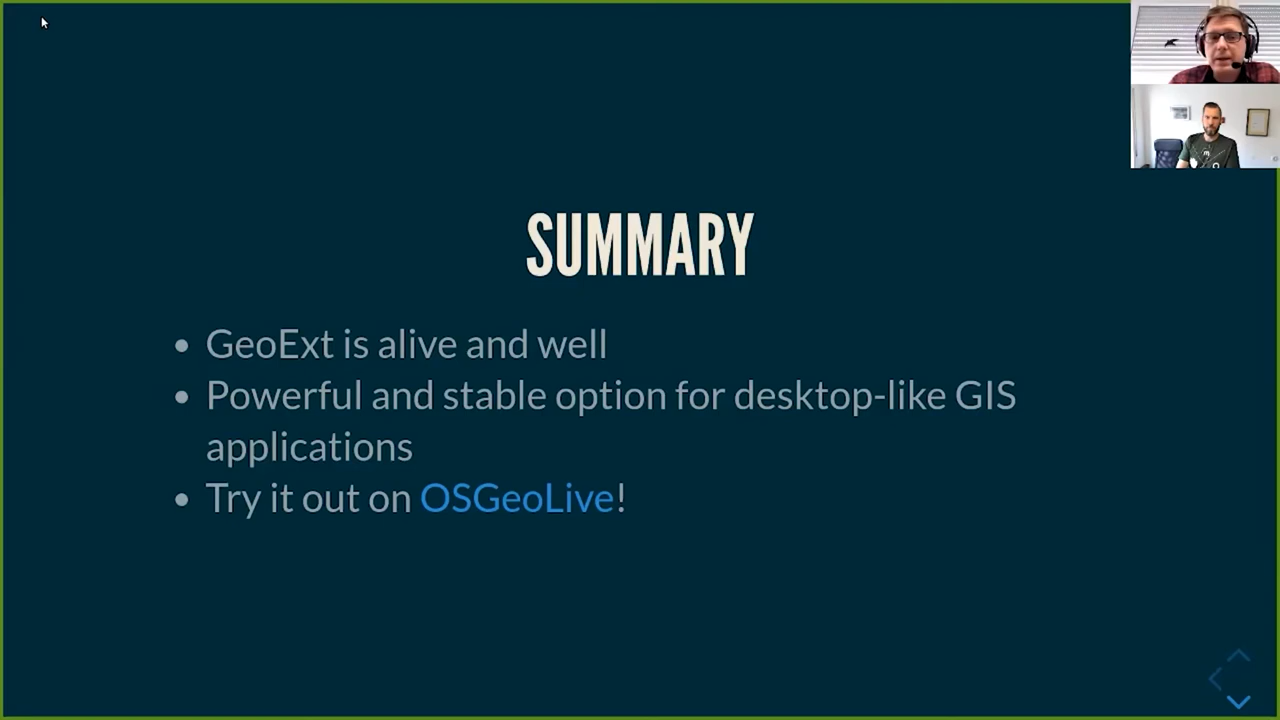 SUMMARY
• GeoExt is alive and well
• Powerful and stable option for desktop-like GIS
applications
• Try it out on OSGeoLive!